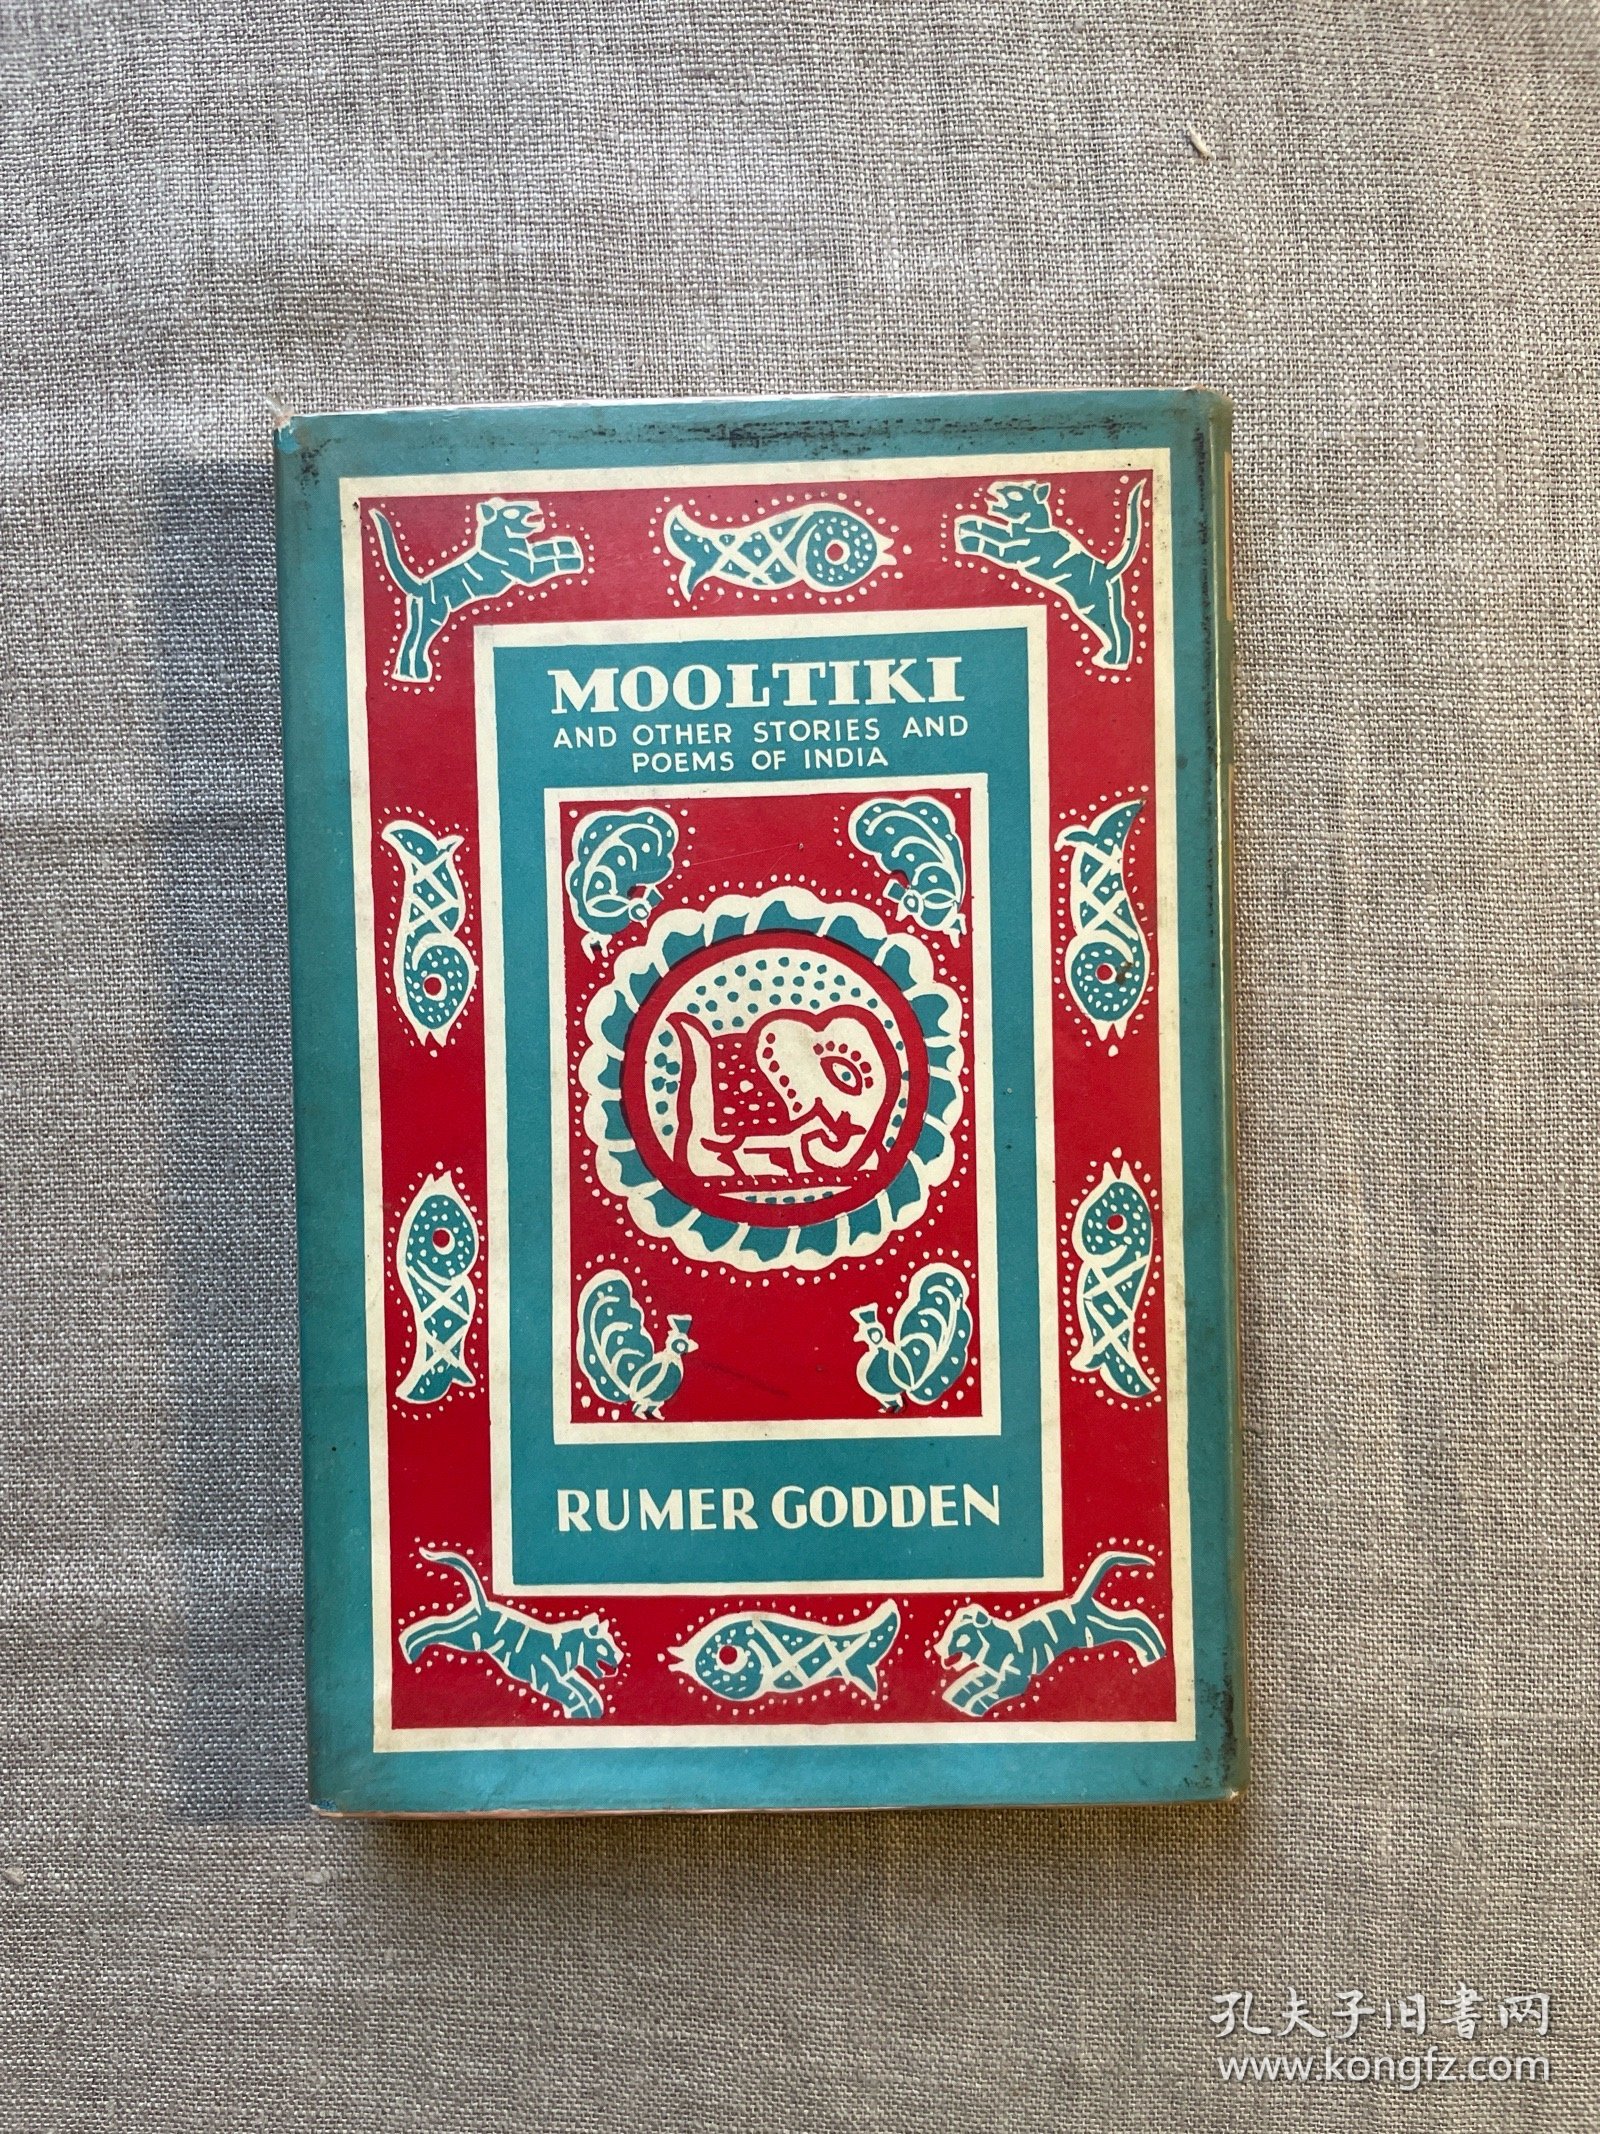 MOOLTIKI
AND OTHER STORIES AND
POEMS OF INDIA
RUMER GODDEN
孔夫子旧书网
www.kongfz.com